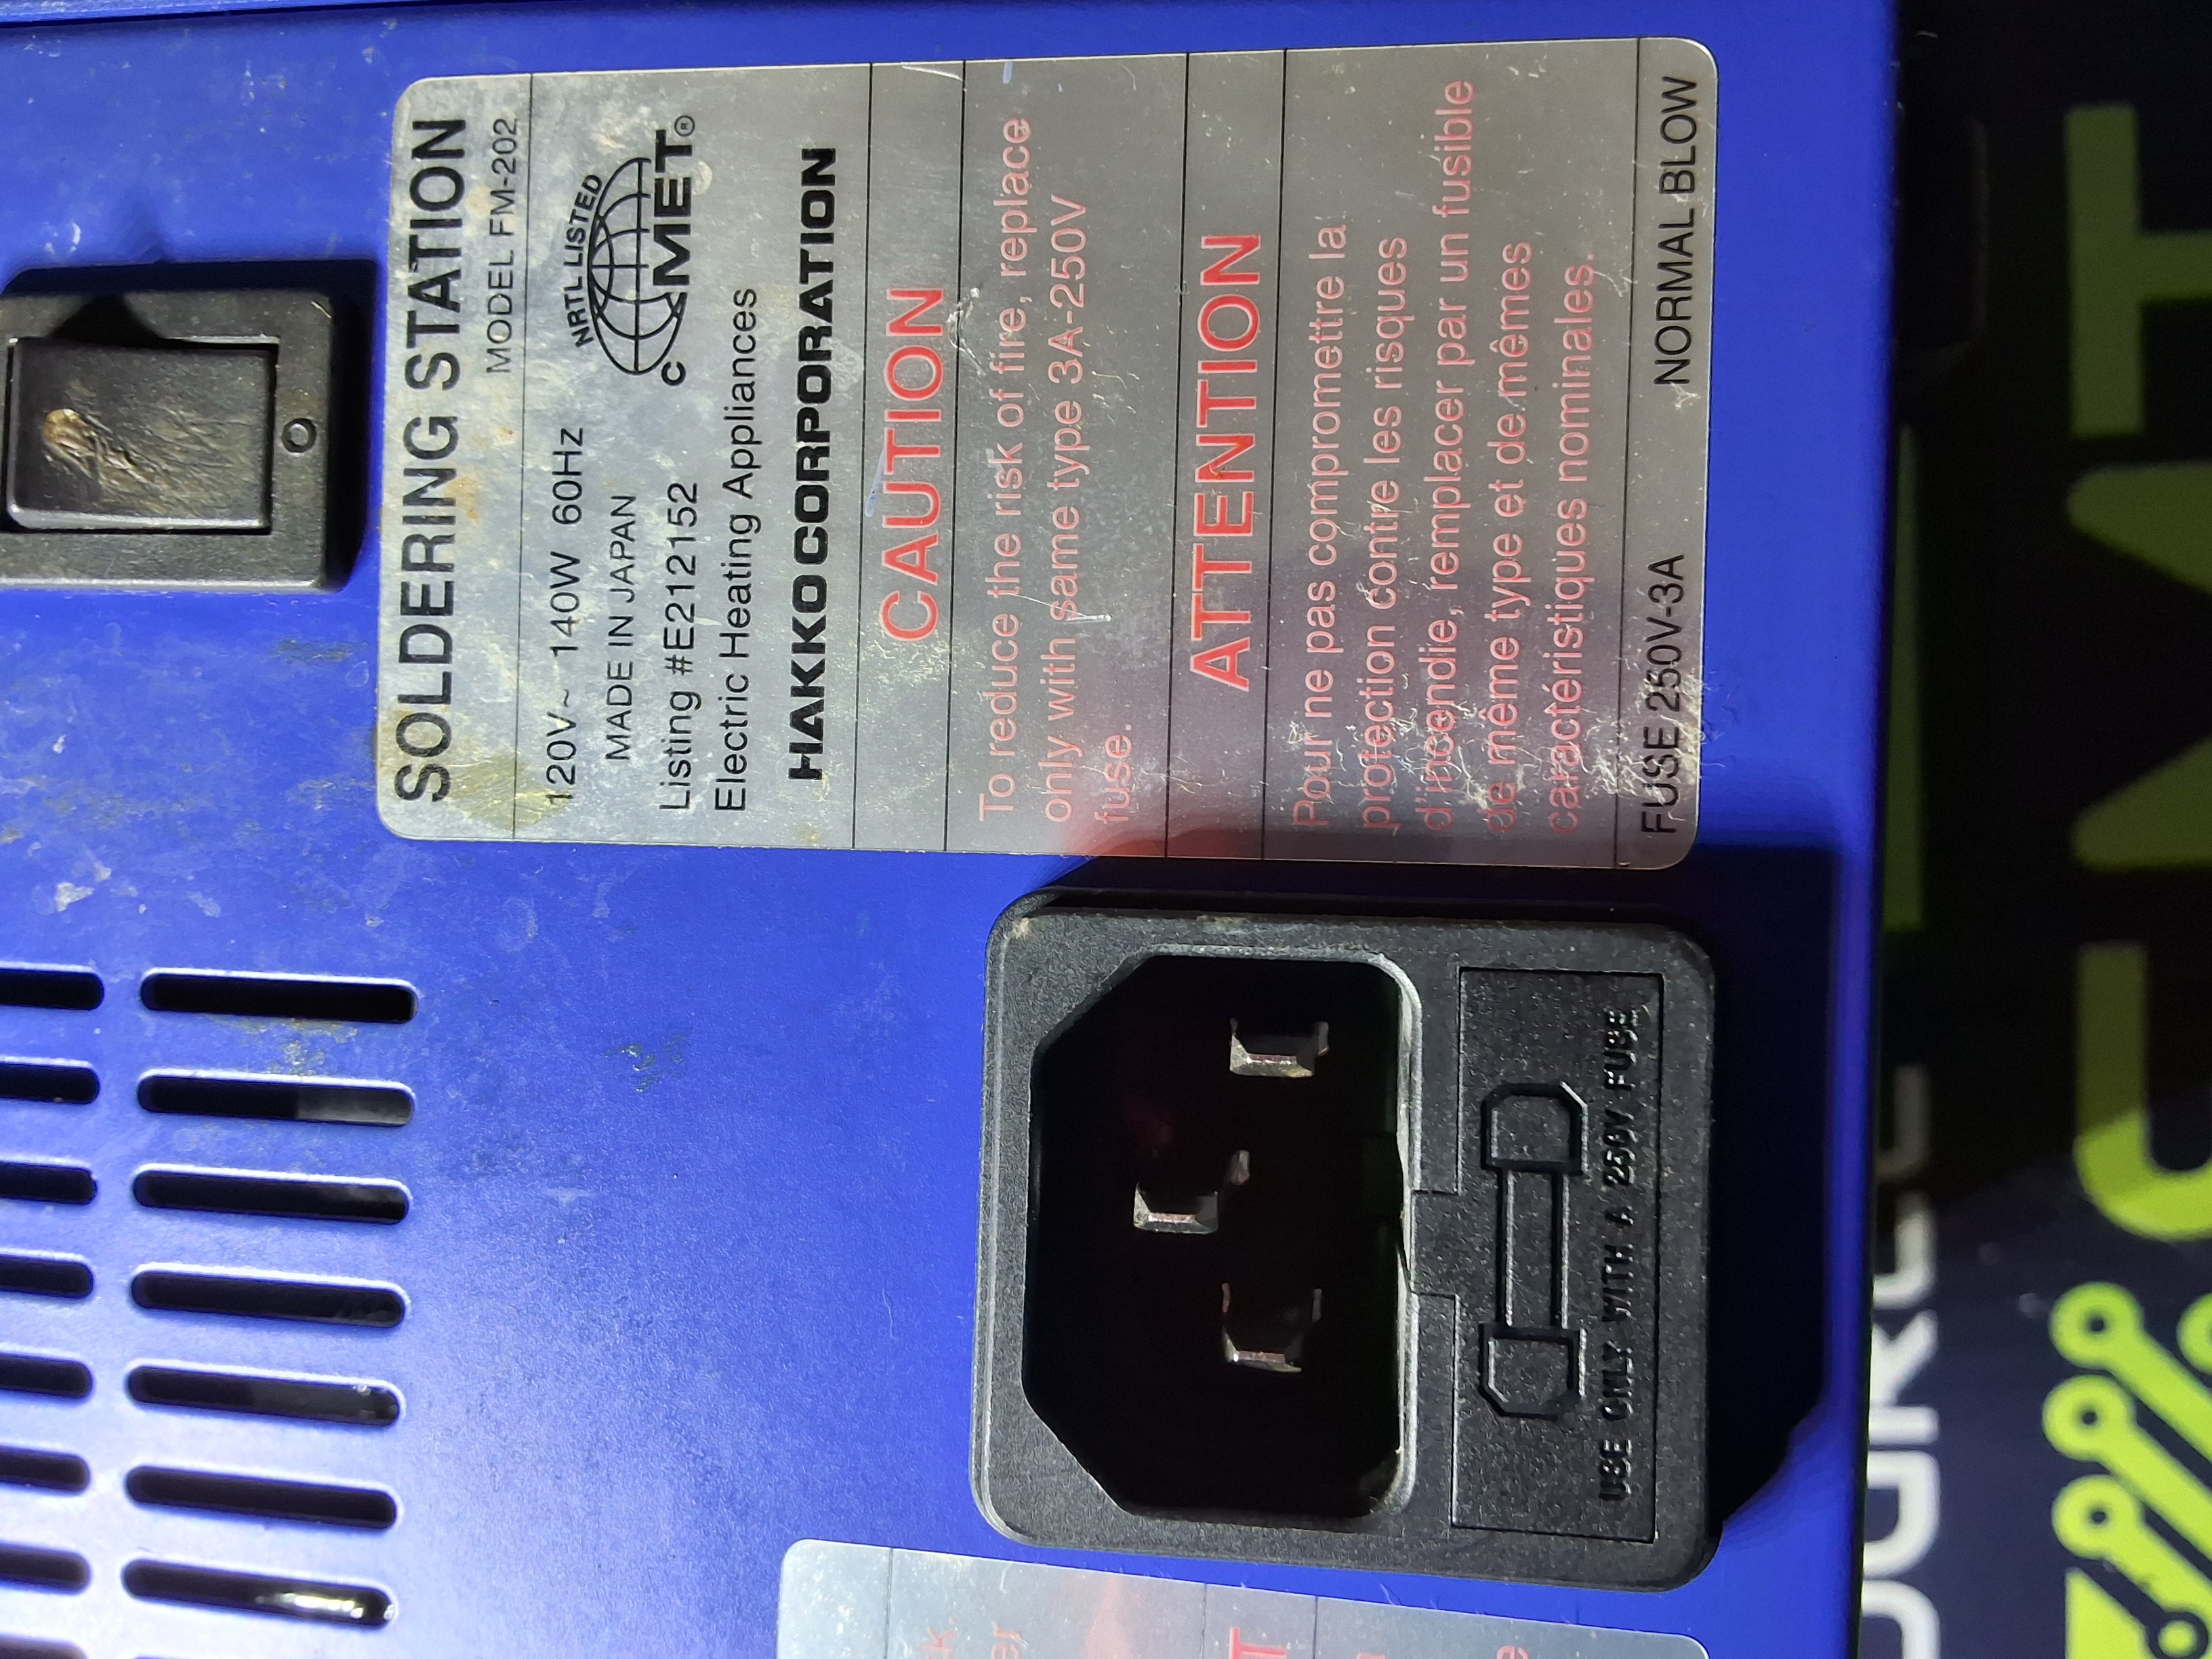 SOLDERING STATION
MODEL FM-202
120V~ 140W 60Hz
MADE IN JAPAN
NRTL LISTED
C MET®
Listing #E212152
Electric Heating Appliances
HAKKO CORPORATION
CAUTION
To reduce the risk of fire, replace
only with same type 3A-250V
fuse.
ATTENTION
Pour ne pas compromettre la
protection contre les risques
d'incendie, remplacer par un fusible
de même type et de mêmes
caractéristiques nominales.
FUSE 250V-3A NORMAL BLOW
O
USE ONLY WITH A 250V FUSE